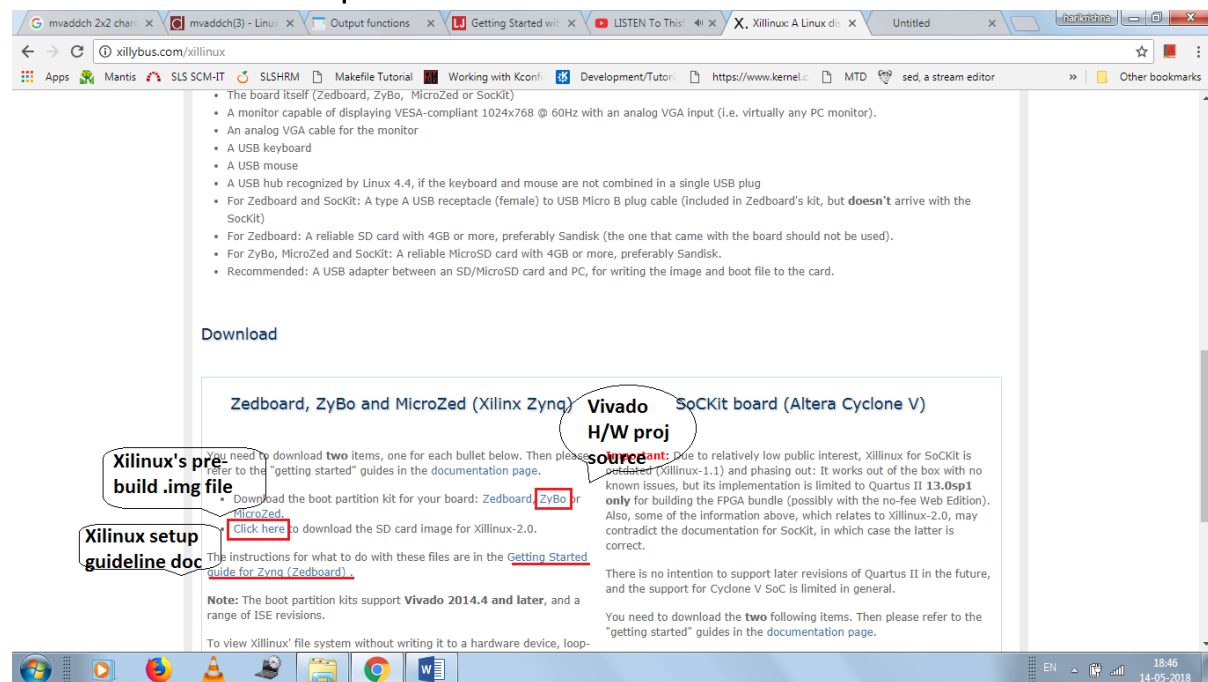 mvaddch 2x2 charc
mvaddch(3) - Linu
Output functions
Getting Started wit
LISTEN To This
Xillinux: A Linux dis
Untitled
harikrishna
xillybus.com/xillinux
Apps
Mantis
SLS SCM-IT
SLSHRM
Makefile Tutorial
Working with Kconfi
Development/Tutori
https://www.kernel.o
MTD
sed, a stream editor
»
Other bookmarks
• The board itself (Zedboard, ZyBo, MicroZed or SocKit)
• A monitor capable of displaying VESA-compliant 1024x768 @ 60Hz with an analog VGA input (i.e. virtually any PC monitor).
• An analog VGA cable for the monitor
• A USB keyboard
• A USB mouse
• A USB hub recognized by Linux 4.4, if the keyboard and mouse are not combined in a single USB plug
• For Zedboard and SocKit: A type A USB receptacle (female) to USB Micro B plug cable (included in Zedboard's kit, but doesn't arrive with the
SocKit)
• For Zedboard: A reliable SD card with 4GB or more, preferably Sandisk (the one that came with the board should not be used).
• For ZyBo, MicroZed and SocKit: A reliable MicroSD card with 4GB or more, preferably Sandisk.
• Recommended: A USB adapter between an SD/MicroSD card and PC, for writing the image and boot file to the card.
Download
Zedboard, ZyBo and MicroZed (Xilinx Zynq)
You need to download two items, one for each bullet below. Then please
refer to the "getting started" guides in the documentation page.
• Download the boot partition kit for your board: Zedboard, ZyBo or
MicroZed.
• Click here to download the SD card image for Xillinux-2.0.
The instructions for what to do with these files are in the Getting Started
guide for Zynq (Zedboard) .
Note: The boot partition kits support Vivado 2014.4 and later, and a
range of ISE revisions.
To view Xillinux' file system without writing it to a hardware device, loop-
Xilinux's pre-
build .img file
Xilinux setup
guideline doc
Vivado
H/W proj
source
SoCKit board (Altera Cyclone V)
Important: Due to relatively low public interest, Xillinux for SoCKit is
outdated (Xillinux-1.1) and phasing out: It works out of the box with no
known issues, but its implementation is limited to Quartus II 13.0sp1
only for building the FPGA bundle (possibly with the no-fee Web Edition).
Also, some of the information above, which relates to Xillinux-2.0, may
contradict the documentation for SocKit, in which case the latter is
correct.
There is no intention to support later revisions of Quartus II in the future,
and the support for Cyclone V SoC is limited in general.
You need to download the two following items. Then please refer to the
"getting started" guides in the documentation page.
EN
18:46
14-05-2018